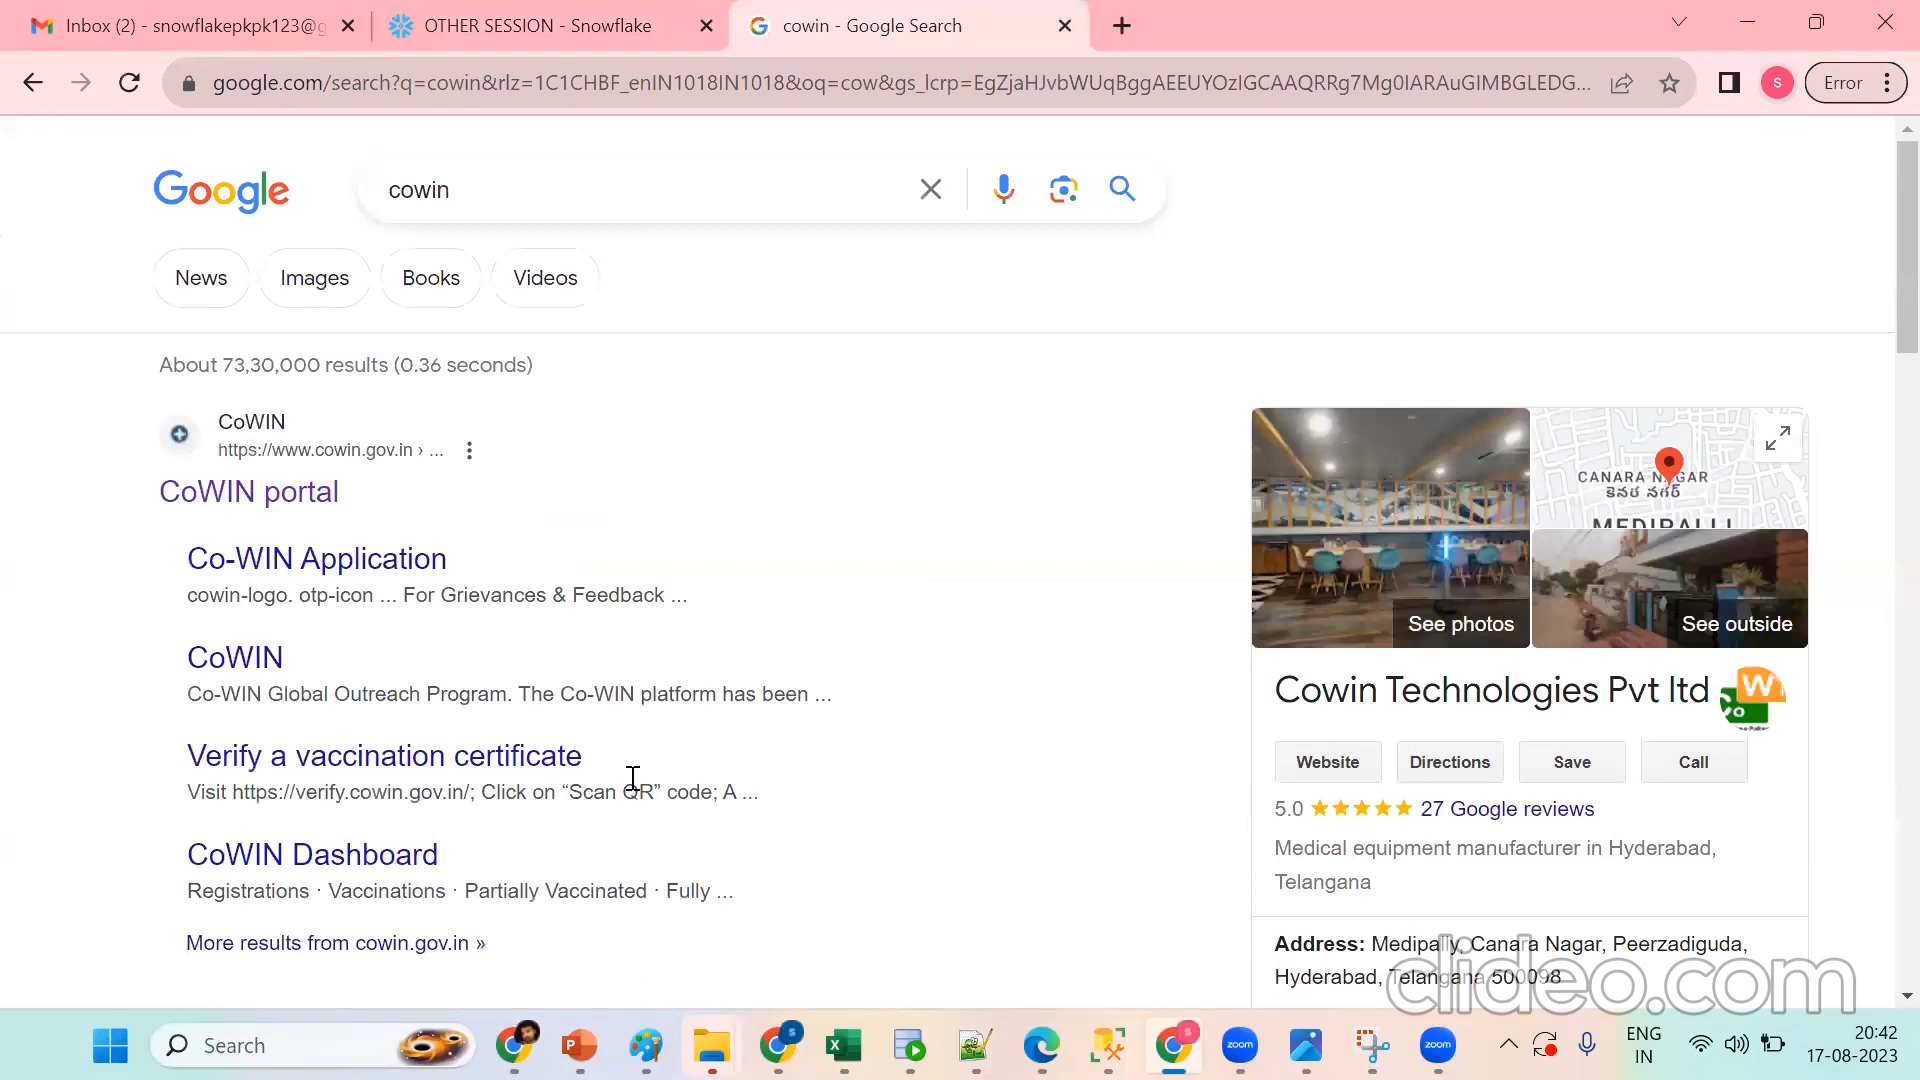 Inbox (2) - snowflakepkpk123@g
OTHER SESSION - Snowflake
cowin - Google Search
google.com/search?q=cowin&rlz=1C1CHBF_enIN1018IN1018&oq=cow&gs_lcrp=EgZjaHJvbWUqBggAEEUYOzIGCAAQRRg7Mg0IARAuGIMBGLEDG...
S
Error
Google
cowin
News
Images
Books
Videos
About 73,30,000 results (0.36 seconds)
CoWIN
https://www.cowin.gov.in › ...
CoWIN portal
Co-WIN Application
cowin-logo. otp-icon ... For Grievances & Feedback ...
CoWIN
Co-WIN Global Outreach Program. The Co-WIN platform has been ...
Verify a vaccination certificate
Visit https://verify.cowin.gov.in/; Click on “Scan QR” code; A ...
CoWIN Dashboard
Registrations · Vaccinations · Partially Vaccinated · Fully ...
More results from cowin.gov.in »
CANARA NAGAR
కెనరా నగర్
MEDIPALLI
See photos
See outside
Cowin Technologies Pvt ltd
Website
Directions
Save
Call
5.0
27 Google reviews
Medical equipment manufacturer in Hyderabad,
Telangana
Address: Medipally, Canara Nagar, Peerzadiguda,
Hyderabad, Telangana 500098
clideo.com
Search
zoom
zoom
ENG
IN
20:42
17-08-2023